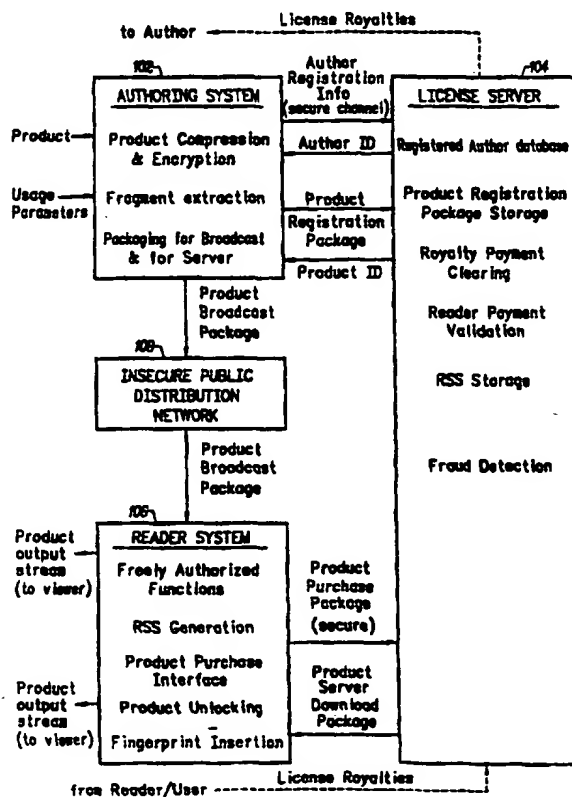 License Royalties
to Author
102
104
AUTHORING SYSTEM
Product Compression
& Encryption
Fragment extraction
Packaging for Broadcast
& for Server
Product
Usage
Parameters
Author
Registration
Info
(secure channel)
Author ID
Product
Registration
Package
Product ID
LICENSE SERVER
Registered Author database
Product Registration
Package Storage
Royalty Payment
Clearing
Reader Payment
Validation
RSS Storage
Fraud Detection
Product
Broadcast
Package
108
INSECURE PUBLIC
DISTRIBUTION
NETWORK
Product
Broadcast
Package
106
READER SYSTEM
Freely Authorized
Functions
RSS Generation
Product Purchase
Interface
Product Unlocking
Fingerprint Insertion
Product
output
stream
(to viewer)
Product
output
stream
(to viewer)
Product
Purchase
Package
(secure)
Product
Server
Download
Package
License Royalties
from Reader/User